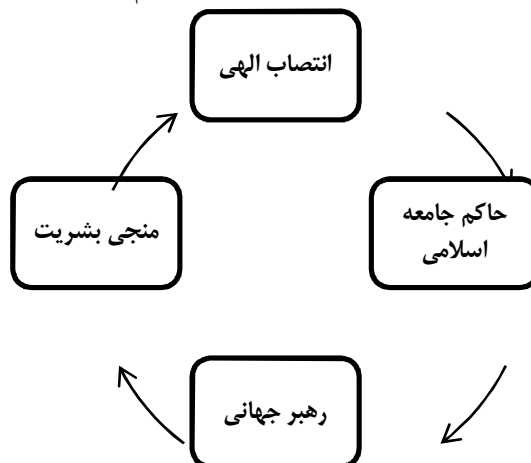 انتصاب الهی
حاکم جامعه
اسلامی
رهبر جهانی
منجی بشریت